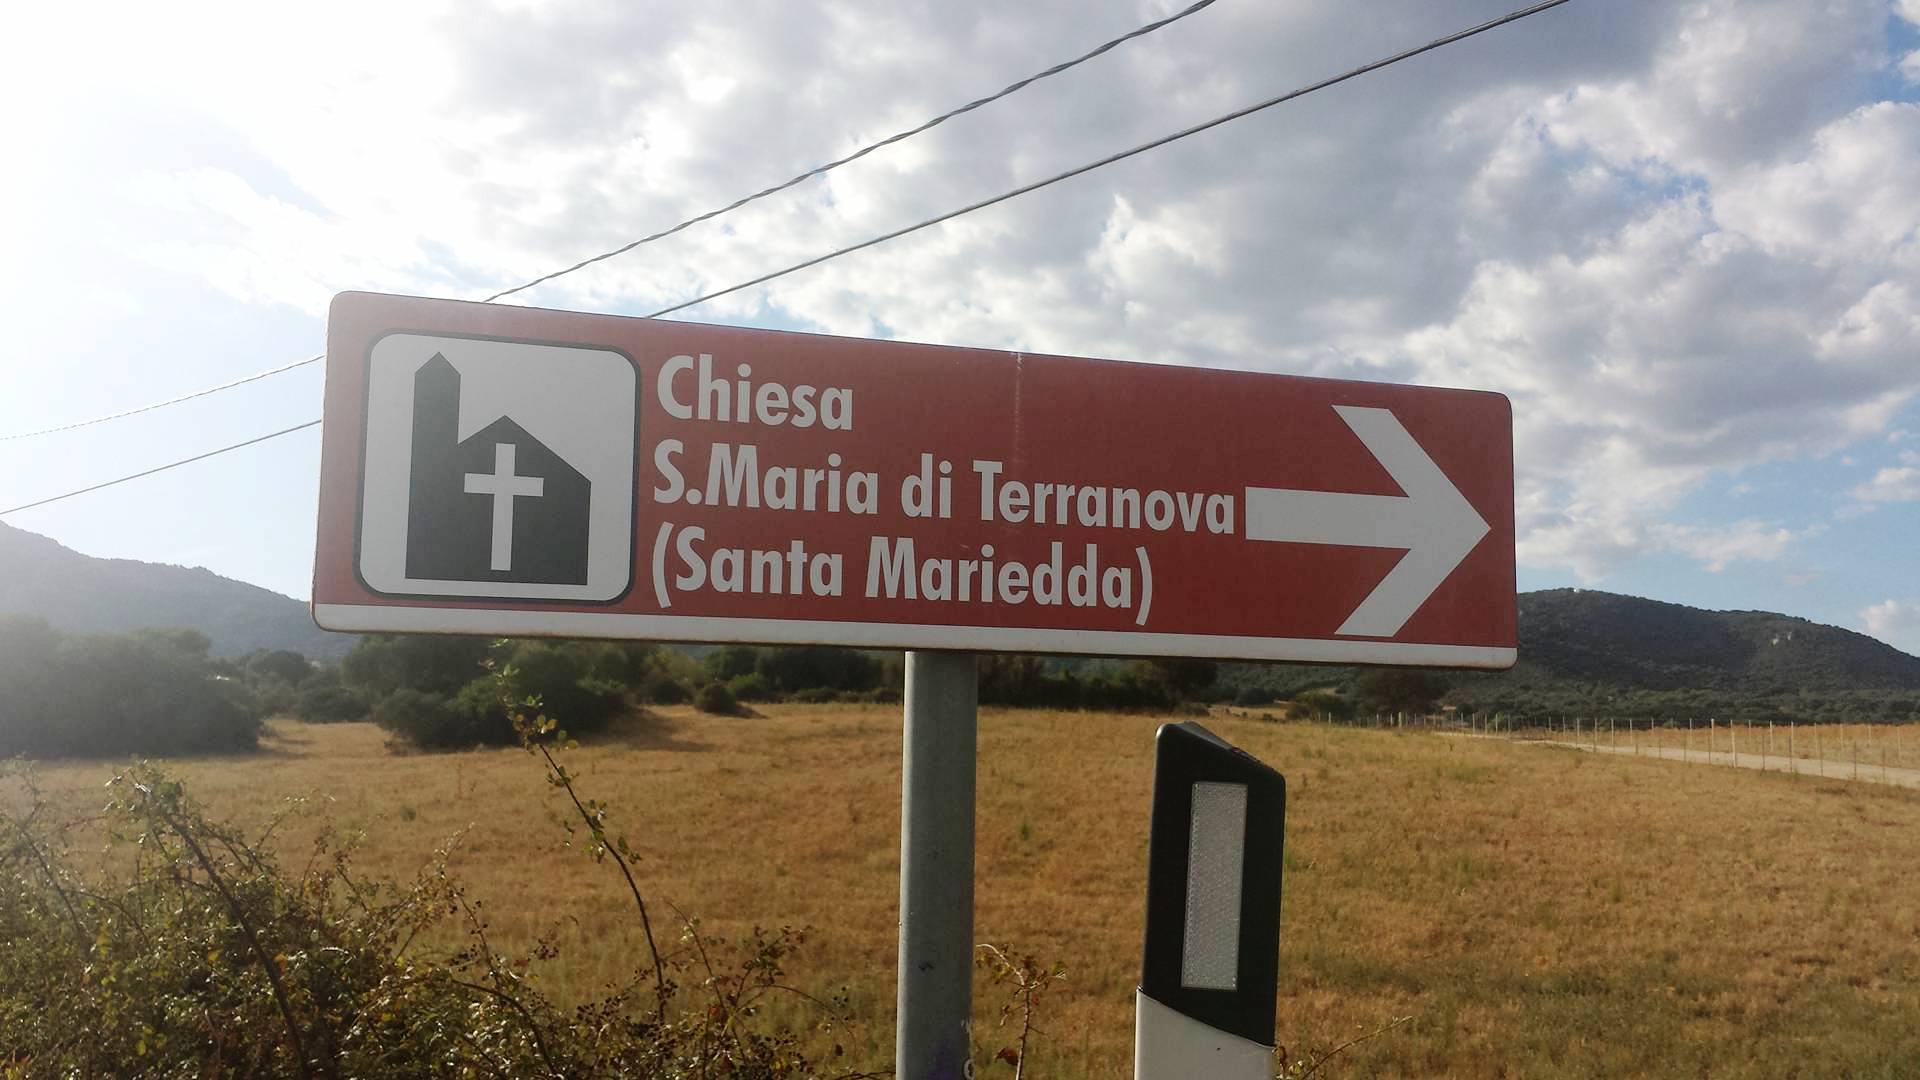 Chiesa
S.Maria di Terranova
(Santa Mariedda)